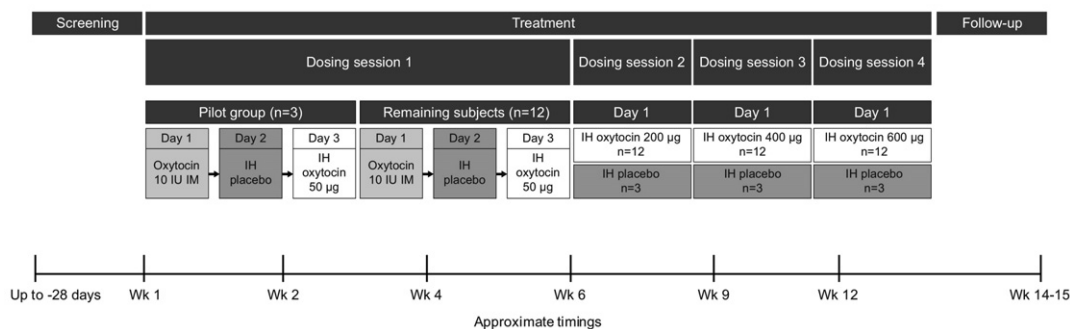 Screening
Treatment
Follow-up
Dosing session 1
Dosing session 2
Dosing session 3
Dosing session 4
Pilot group (n=3)
Remaining subjects (n=12)
Day 1
Day 1
Day 1
Day 1
Oxytocin
10 IU IM
Day 2
IH
placebo
Day 3
IH
oxytocin
50 µg
Day 1
Oxytocin
10 IU IM
Day 2
IH
placebo
Day 3
IH
oxytocin
50 µg
IH oxytocin 200 µg
n=12
IH oxytocin 400 µg
n=12
IH oxytocin 600 µg
n=12
IH placebo
n=3
IH placebo
n=3
IH placebo
n=3
Up to -28 days
Wk 1
Wk 2
Wk 4
Wk 6
Wk 9
Wk 12
Wk 14-15
Approximate timings